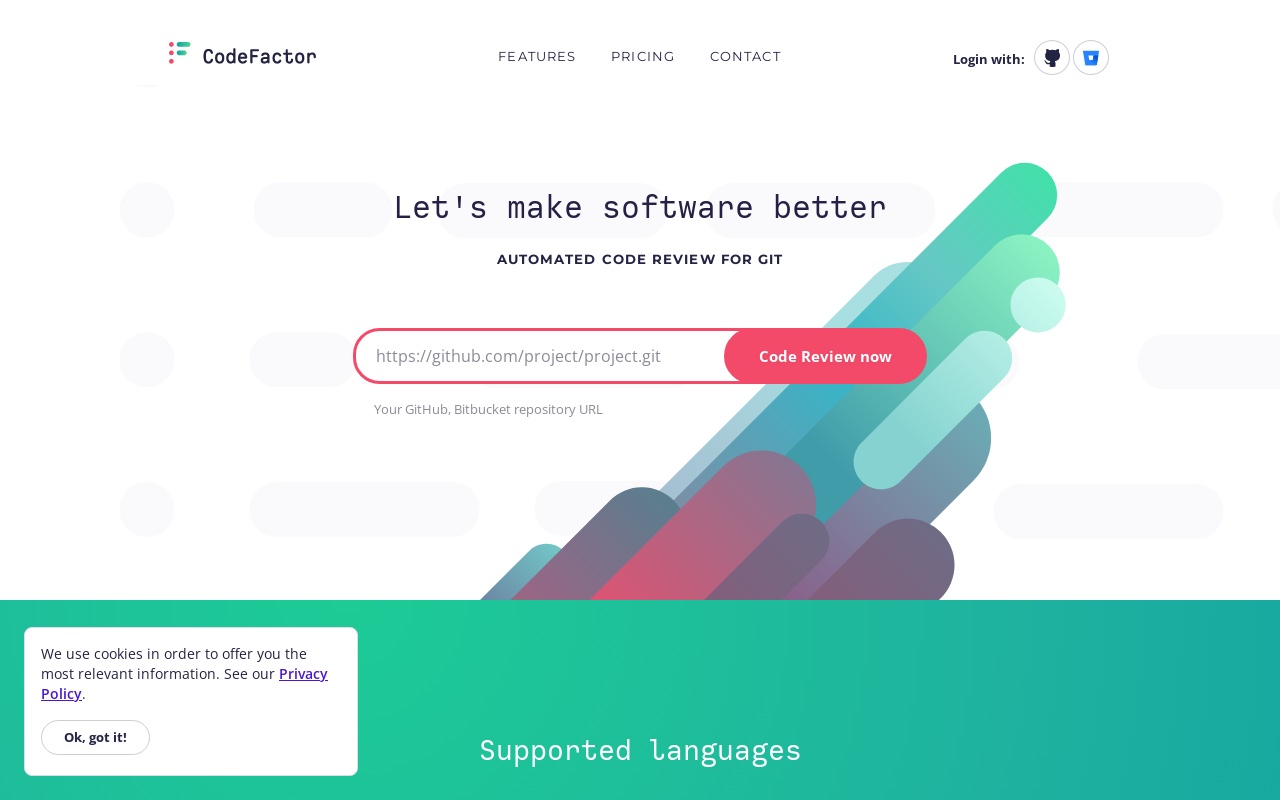 CodeFactor
FEATURES
PRICING
CONTACT
Login with:
Let's make software better
AUTOMATED CODE REVIEW FOR GIT
https://github.com/project/project.git
Code Review now
Your GitHub, Bitbucket repository URL
We use cookies in order to offer you the
most relevant information. See our Privacy
Policy.
Ok, got it!
Supported languages